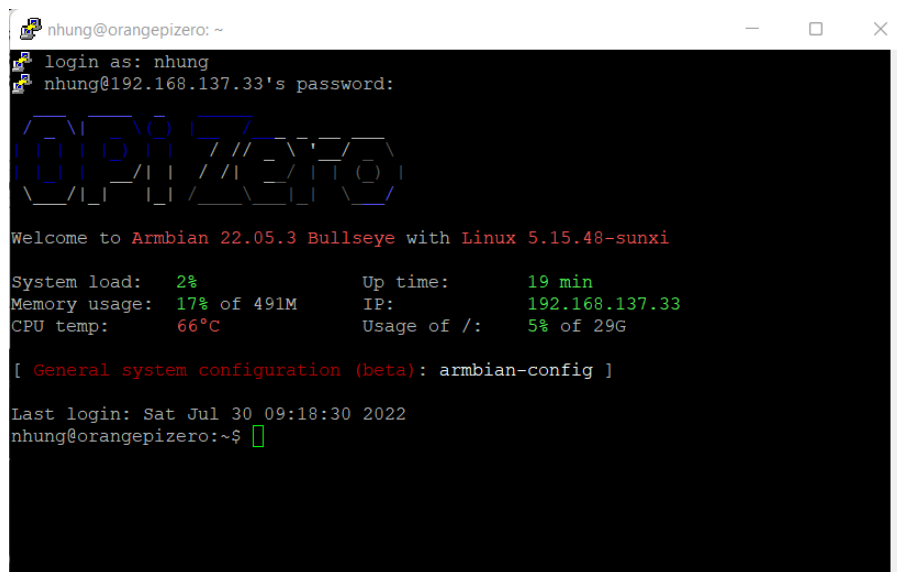 nhung@orangepizero: ~
login as: nhung
nhung@192.168.137.33's password:
OPi Zero
Welcome to Armbian 22.05.3 Bullseye with Linux 5.15.48-sunxi
System load: 2% Up time: 19 min
Memory usage: 17% of 491M IP: 192.168.137.33
CPU temp: 66°C Usage of /: 5% of 29G
[ General system configuration (beta): armbian-config ]
Last login: Sat Jul 30 09:18:30 2022
nhung@orangepizero:~$